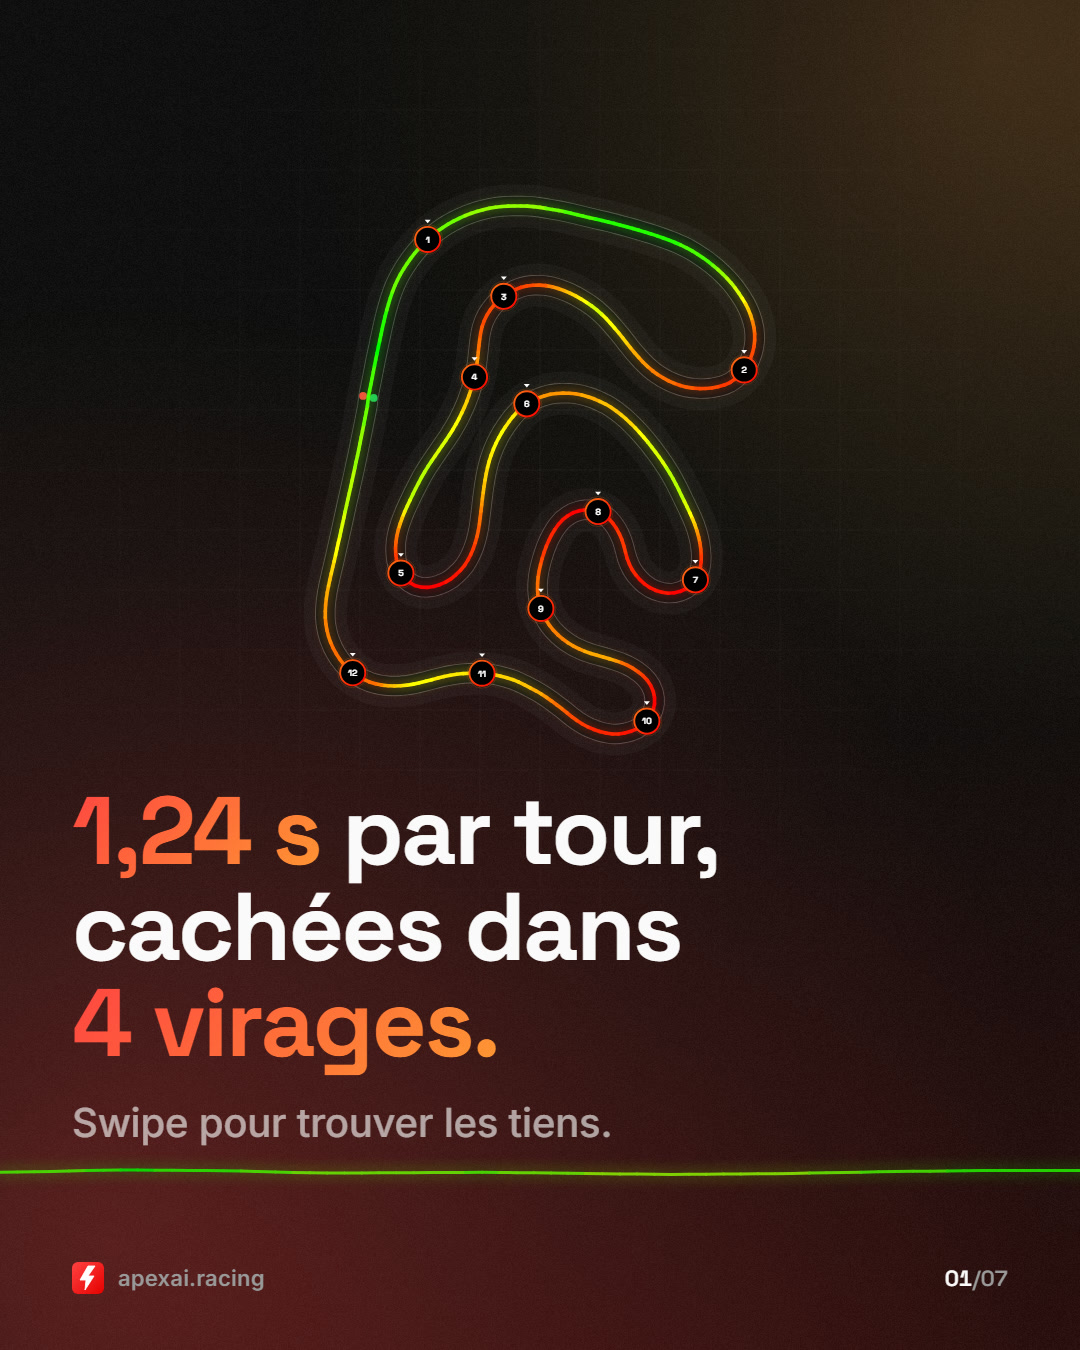 1
3
2
4
6
8
5
7
9
12
11
10
1,24 s par tour,
cachées dans
4 virages.
Swipe pour trouver les tiens.
apexai.racing
01/07